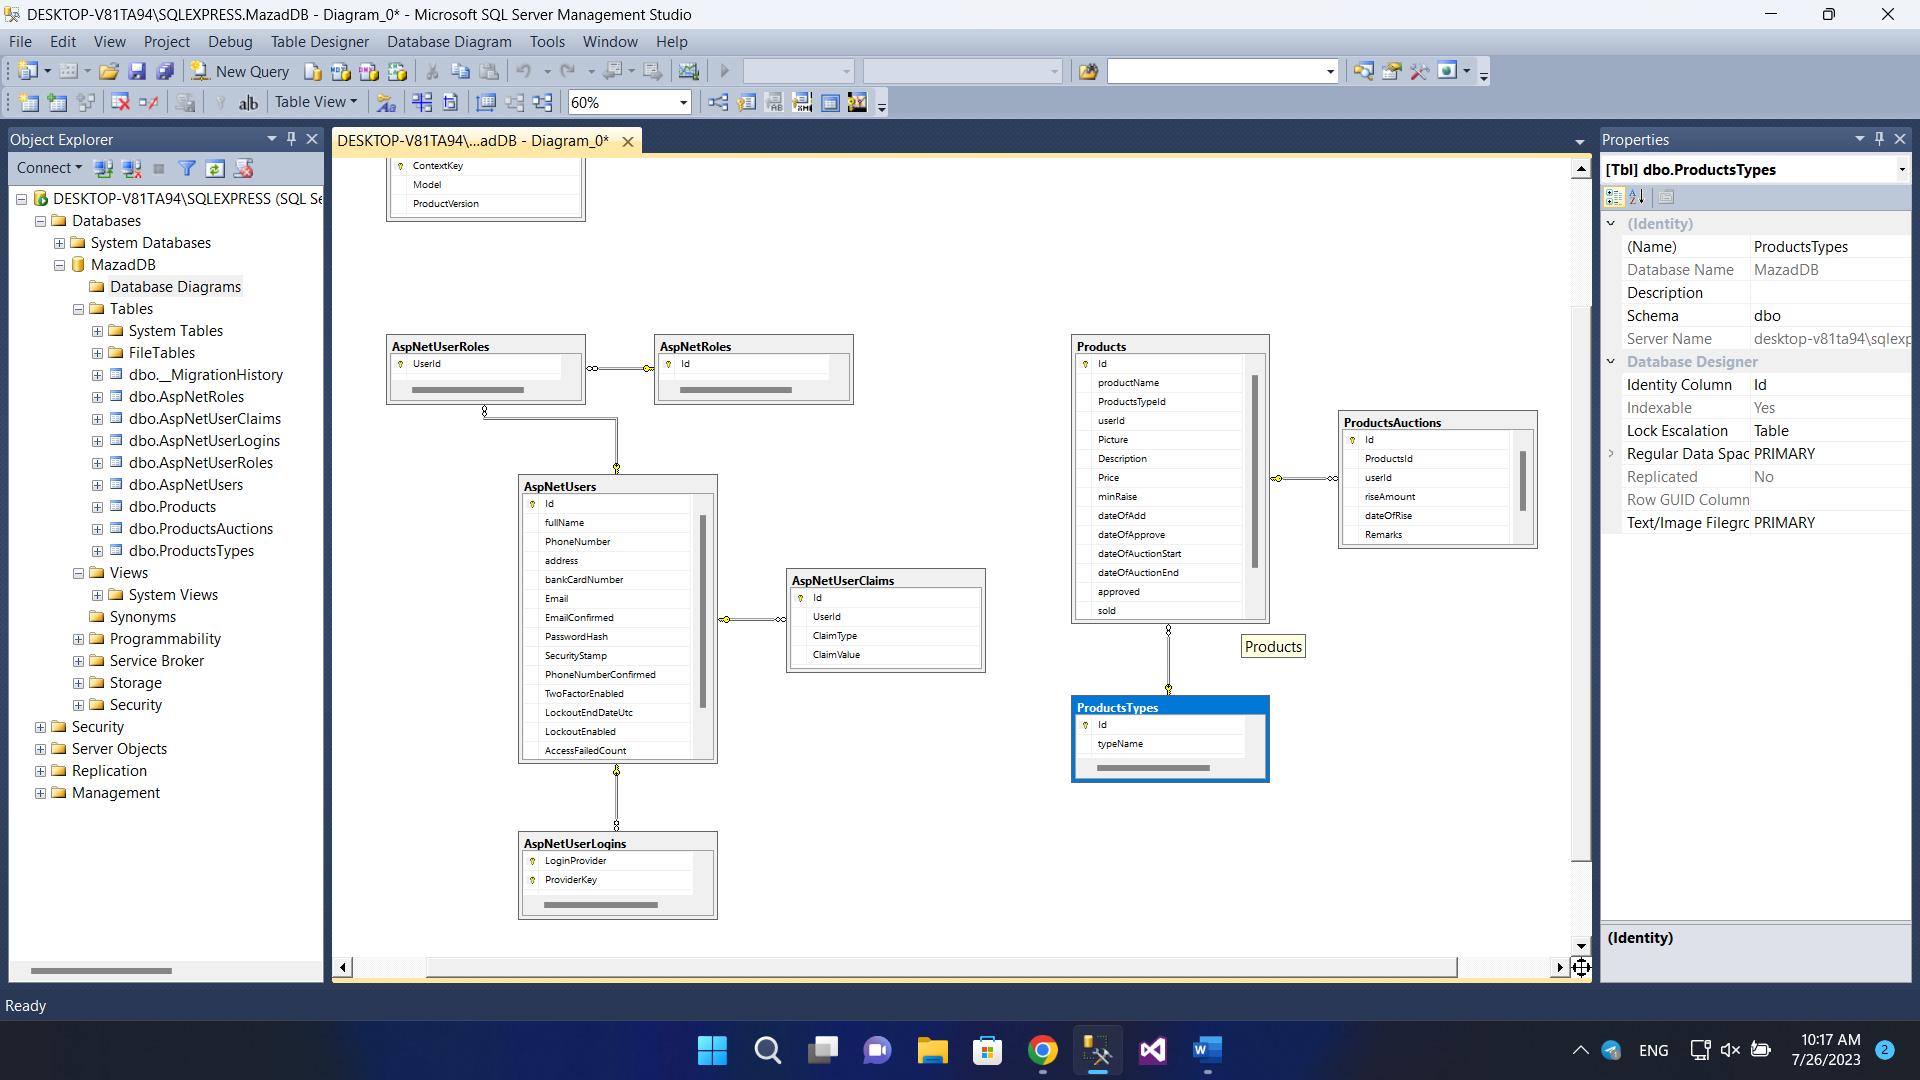 DESKTOP-V81TA94\SQLEXPRESS.MazadDB - Diagram_0* - Microsoft SQL Server Management Studio
File Edit View Project Debug Table Designer Database Diagram Tools Window Help
New Query
Table View 60%
Object Explorer
Connect
DESKTOP-V81TA94\SQLEXPRESS (SQL Se
Databases
System Databases
MazadDB
Database Diagrams
Tables
System Tables
FileTables
dbo.__MigrationHistory
dbo.AspNetRoles
dbo.AspNetUserClaims
dbo.AspNetUserLogins
dbo.AspNetUserRoles
dbo.AspNetUsers
dbo.Products
dbo.ProductsAuctions
dbo.ProductsTypes
Views
System Views
Synonyms
Programmability
Service Broker
Storage
Security
Security
Server Objects
Replication
Management
DESKTOP-V81TA94\...adDB - Diagram_0*
ContextKey
Model
ProductVersion
AspNetUserRoles
UserId
AspNetRoles
Id
AspNetUsers
Id
fullName
PhoneNumber
address
bankCardNumber
Email
EmailConfirmed
PasswordHash
SecurityStamp
PhoneNumberConfirmed
TwoFactorEnabled
LockoutEndDateUtc
LockoutEnabled
AccessFailedCount
AspNetUserClaims
Id
UserId
ClaimType
ClaimValue
AspNetUserLogins
LoginProvider
ProviderKey
Products
Id
productName
ProductsTypeId
userId
Picture
Description
Price
minRaise
dateOfAdd
dateOfApprove
dateOfAuctionStart
dateOfAuctionEnd
approved
sold
Products
ProductsAuctions
Id
ProductsId
userId
riseAmount
dateOfRise
Remarks
ProductsTypes
Id
typeName
Properties
[Tbl] dbo.ProductsTypes
(Identity)
(Name) ProductsTypes
Database Name MazadDB
Description
Schema dbo
Server Name desktop-v81ta94\sqlexp
Database Designer
Identity Column Id
Indexable Yes
Lock Escalation Table
Regular Data Spac PRIMARY
Replicated No
Row GUID Column
Text/Image Filegrc PRIMARY
(Identity)
Ready
ENG
10:17 AM
7/26/2023
2